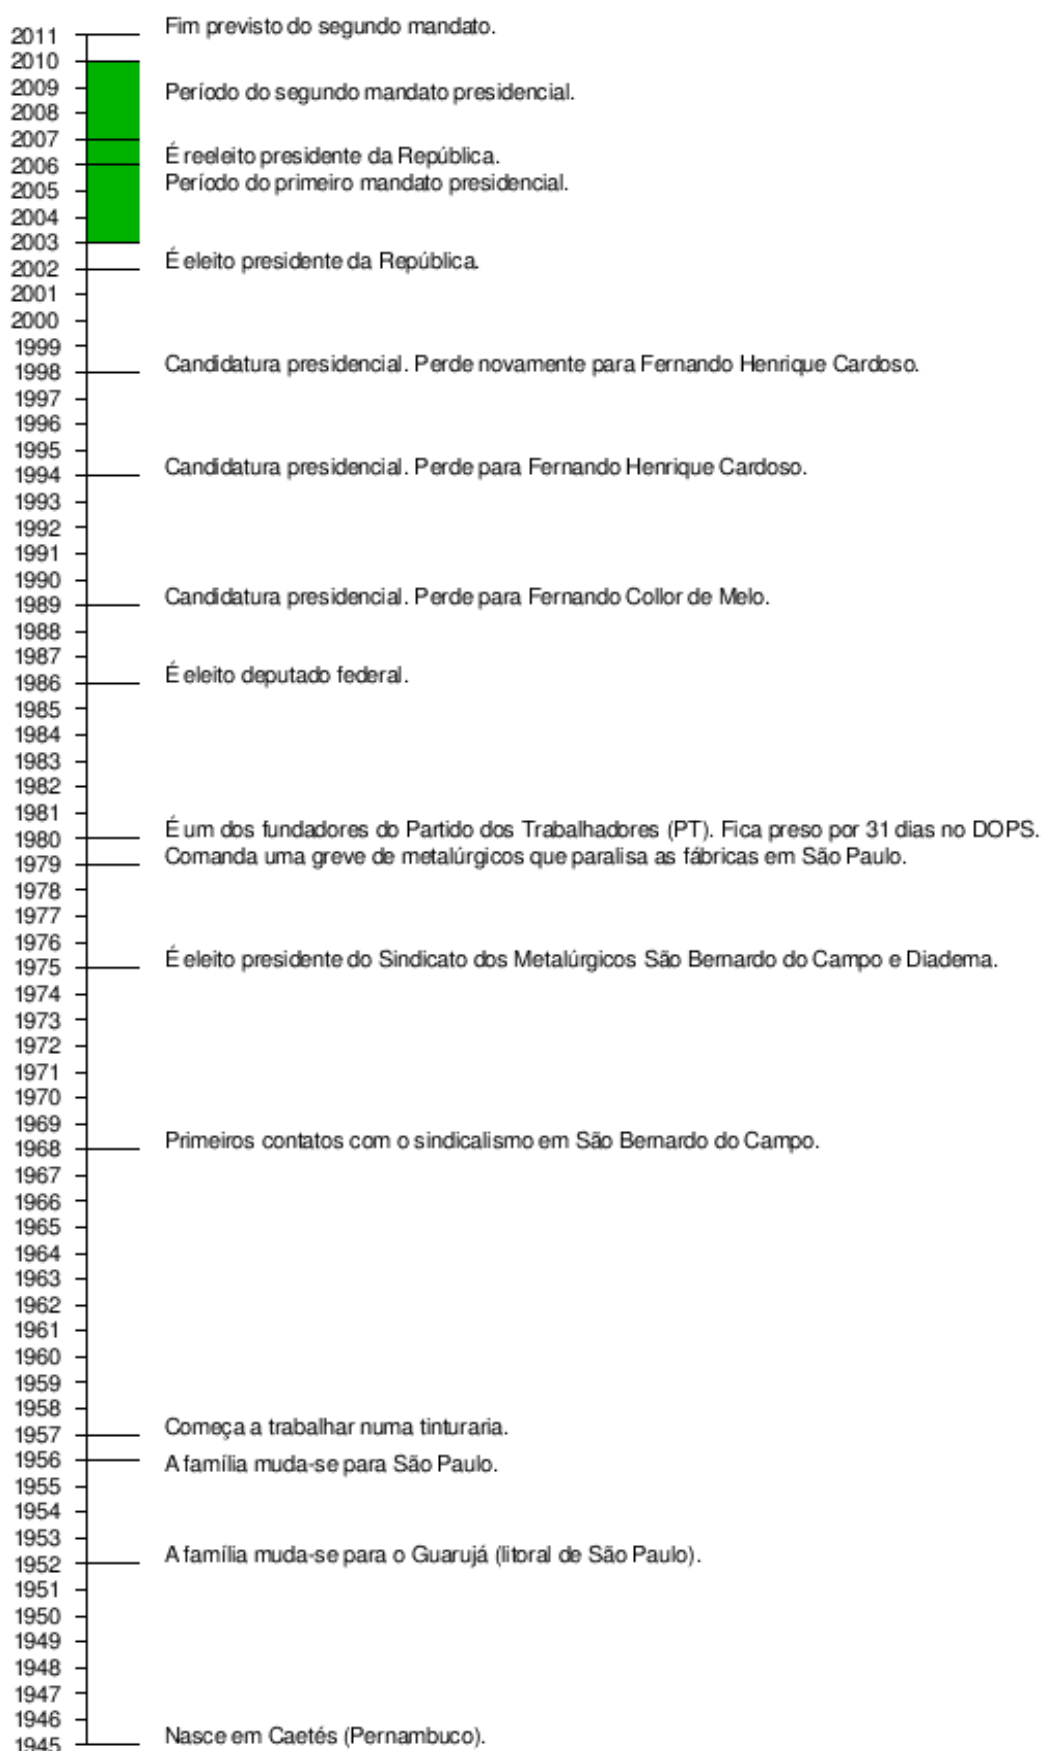 2011 Fim previsto do segundo mandato.
2010
2009 Período do segundo mandato presidencial.
2008
2007
2006 É reeleito presidente da República.
2005 Período do primeiro mandato presidencial.
2004
2003
2002 É eleito presidente da República.
2001
2000
1999
1998 Candidatura presidencial. Perde novamente para Fernando Henrique Cardoso.
1997
1996
1995
1994 Candidatura presidencial. Perde para Fernando Henrique Cardoso.
1993
1992
1991
1990
1989 Candidatura presidencial. Perde para Fernando Collor de Melo.
1988
1987
1986 É eleito deputado federal.
1985
1984
1983
1982
1981
1980 É um dos fundadores do Partido dos Trabalhadores (PT). Fica preso por 31 dias no DOPS.
1979 Comanda uma greve de metalúrgicos que paralisa as fábricas em São Paulo.
1978
1977
1976
1975 É eleito presidente do Sindicato dos Metalúrgicos São Bernardo do Campo e Diadema.
1974
1973
1972
1971
1970
1969
1968 Primeiros contatos com o sindicalismo em São Bernardo do Campo.
1967
1966
1965
1964
1963
1962
1961
1960
1959
1958
1957 Começa a trabalhar numa tinturaria.
1956 A família muda-se para São Paulo.
1955
1954
1953
1952 A família muda-se para o Guarujá (litoral de São Paulo).
1951
1950
1949
1948
1947
1946
1945 Nasce em Caetés (Pernambuco).